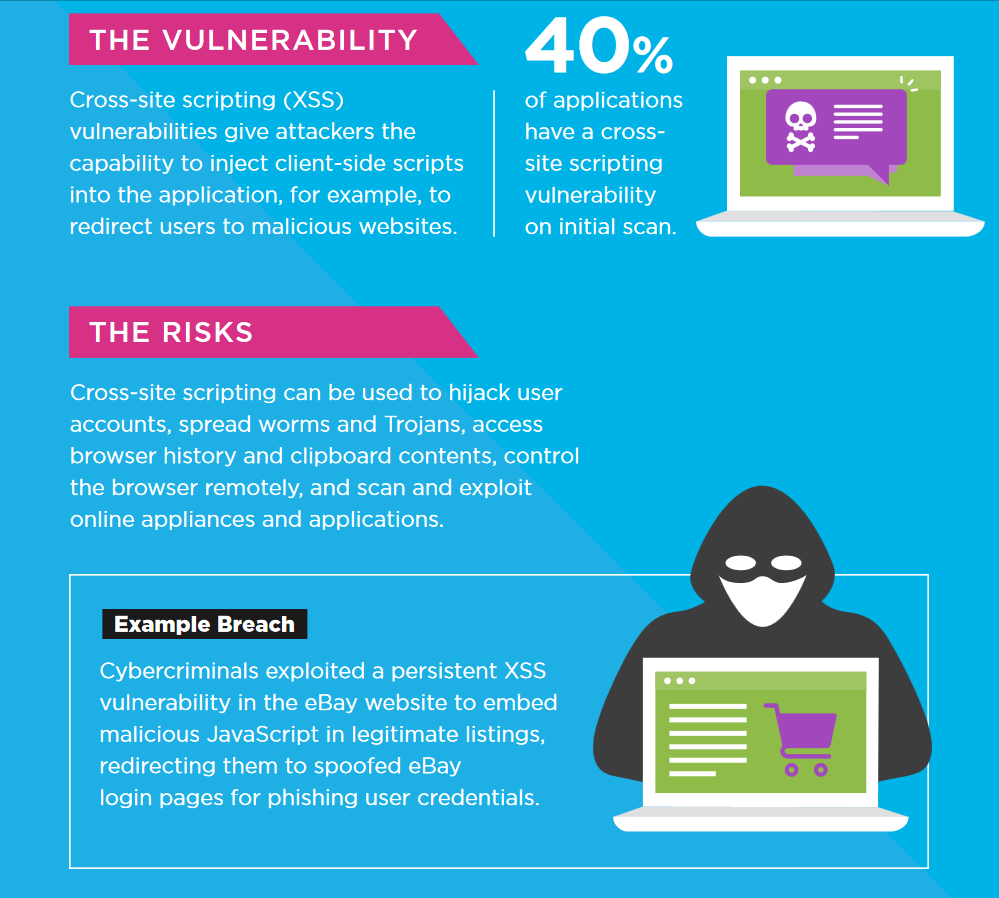 THE VULNERABILITY
Cross-site scripting (XSS)
vulnerabilities give attackers the
capability to inject client-side scripts
into the application, for example, to
redirect users to malicious websites.
40%
of applications
have a cross-
site scripting
vulnerability
on initial scan.
THE RISKS
Cross-site scripting can be used to hijack user
accounts, spread worms and Trojans, access
browser history and clipboard contents, control
the browser remotely, and scan and exploit
online appliances and applications.
Example Breach
Cybercriminals exploited a persistent XSS
vulnerability in the eBay website to embed
malicious JavaScript in legitimate listings,
redirecting them to spoofed eBay
login pages for phishing user credentials.